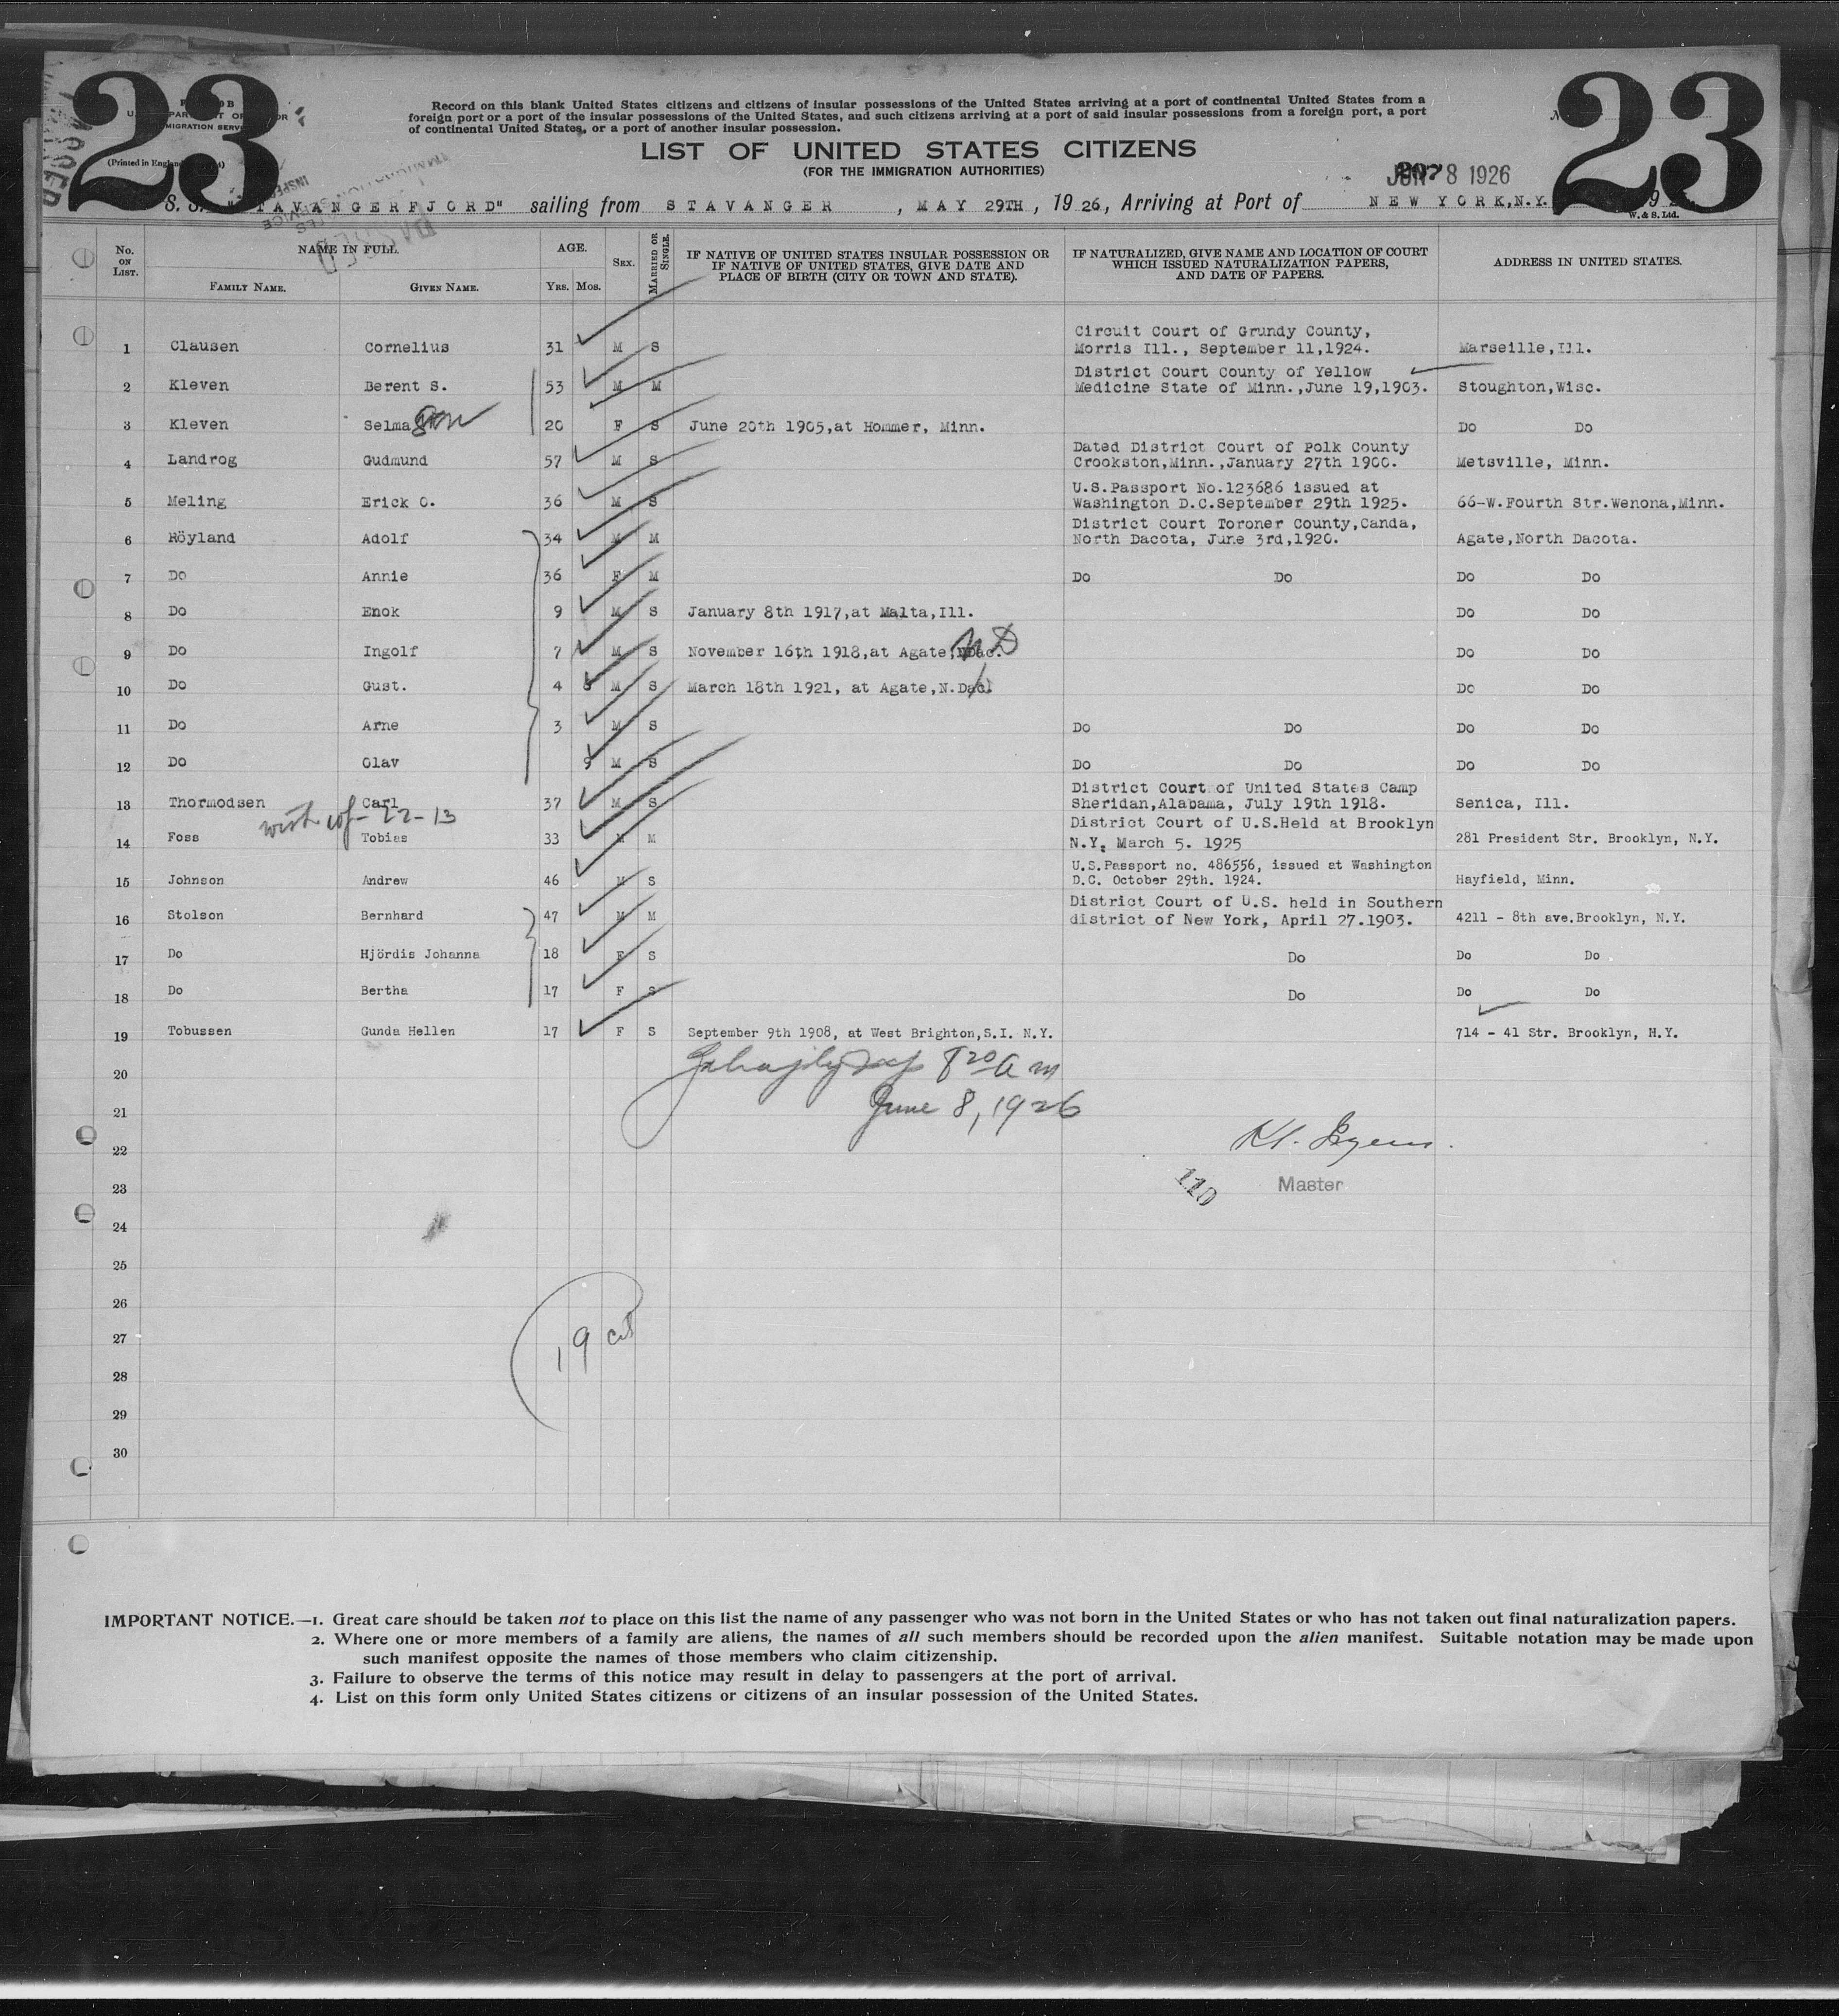 23
23
Record on this blank United States citizens and citizens of insular possessions of the United States arriving at a port of continental United States from a
foreign port or a port of the insular possessions of the United States, and such citizens arriving at a port of said insular possessions from a foreign port, a port
of continental United States, or a port of another insular possession.
LIST OF UNITED STATES CITIZENS
(FOR THE IMMIGRATION AUTHORITIES)
(Printed in England
JUN 8 1926
S. S. "STAVANGERFJORD" sailing from STAVANGER, MAY 29TH, 1926, Arriving at Port of NEW YORK, N.Y.
W. & S. Ltd.
No. ON LIST.
NAME IN FULL.
FAMILY NAME.
GIVEN NAME.
AGE.
YRS. MOS.
SEX.
MARRIED OR SINGLE.
IF NATIVE OF UNITED STATES INSULAR POSSESSION OR
IF NATIVE OF UNITED STATES, GIVE DATE AND
PLACE OF BIRTH (CITY OR TOWN AND STATE).
IF NATURALIZED, GIVE NAME AND LOCATION OF COURT
WHICH ISSUED NATURALIZATION PAPERS,
AND DATE OF PAPERS.
ADDRESS IN UNITED STATES.
Circuit Court of Grundy County,
1 Clausen Cornelius 31 M S Morris Ill., September 11,1924. Marseille,Ill.
District Court County of Yellow
2 Kleven Berent S. 53 M M Medicine State of Minn.,June 19,1903. Stoughton,Wisc.
3 Kleven Selma 20 F S June 20th 1905,at Hommer, Minn. Do Do
Dated District Court of Polk County
4 Landrog Gudmund 57 M S Crookston,Minn.,January 27th 1900. Metsville, Minn.
U.S.Passport No.123686 issued at
5 Meling Erick O. 36 M S Washington D.C.September 29th 1925. 66-W.Fourth Str.Wenona,Minn.
District Court Toroner County,Canda,
6 Höyland Adolf 34 M M North Dacota, June 3rd,1920. Agate,North Dacota.
7 Do Annie 36 F M Do Do Do Do
8 Do Enok 9 M S January 8th 1917,at Malta,Ill. Do Do
9 Do Ingolf 7 M S November 16th 1918,at Agate, N D Do Do
10 Do Gust. 4 M S March 18th 1921, at Agate,N.Dac. Do Do
11 Do Arne 3 M S Do Do Do Do
12 Do Olav 9 M S Do Do Do Do
District Court of United States Camp
13 Thormodsen Carl 37 M S Sheridan,Alabama, July 19th 1918. Senica, Ill.
22-13
District Court of U.S.Held at Brooklyn
14 Foss Tobias 33 M M N.Y. March 5. 1925 281 President Str. Brooklyn, N.Y.
U.S.Passport no. 486556, issued at Washington
15 Johnson Andrew 46 M S D.C. October 29th. 1924. Hayfield, Minn.
District Court of U.S. held in Southern
16 Stolson Bernhard 47 M M district of New York, April 27.1903. 4211 - 8th ave.Brooklyn, N.Y.
17 Do Hjördis Johanna 18 F S Do Do Do
18 Do Bertha 17 F S Do Do Do
19 Tobussen Gunda Hellen 17 F S September 9th 1908, at West Brighton,S.I. N.Y. 714 - 41 Str. Brooklyn, N.Y.
20
8 20 a m
21
June 8, 1926
22
23
110
Master
24
25
26
27
19 cit
28
29
30
IMPORTANT NOTICE.—1. Great care should be taken not to place on this list the name of any passenger who was not born in the United States or who has not taken out final naturalization papers.
2. Where one or more members of a family are aliens, the names of all such members should be recorded upon the alien manifest. Suitable notation may be made upon
such manifest opposite the names of those members who claim citizenship.
3. Failure to observe the terms of this notice may result in delay to passengers at the port of arrival.
4. List on this form only United States citizens or citizens of an insular possession of the United States.